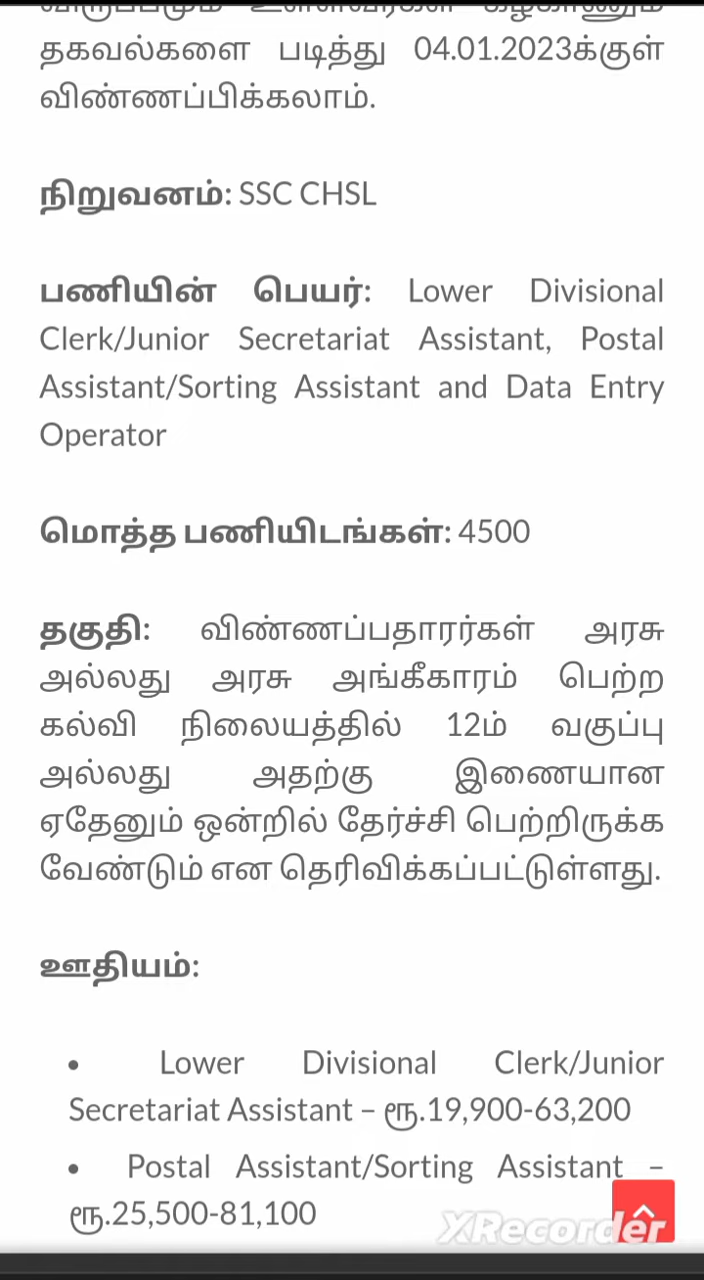 தகவல்களை படித்து 04.01.2023க்குள்
விண்ணப்பிக்கலாம்.
நிறுவனம்: SSC CHSL
பணியின் பெயர்: Lower Divisional
Clerk/Junior Secretariat Assistant, Postal
Assistant/Sorting Assistant and Data Entry
Operator
மொத்த பணியிடங்கள்: 4500
தகுதி: விண்ணப்பதாரர்கள் அரசு
அல்லது அரசு அங்கீகாரம் பெற்ற
கல்வி நிலையத்தில் 12ம் வகுப்பு
அல்லது அதற்கு இணையான
ஏதேனும் ஒன்றில் தேர்ச்சி பெற்றிருக்க
வேண்டும் என தெரிவிக்கப்பட்டுள்ளது.
ஊதியம்:
• Lower Divisional Clerk/Junior
Secretariat Assistant – ரூ.19,900-63,200
• Postal Assistant/Sorting Assistant –
ரூ.25,500-81,100
XRecorder